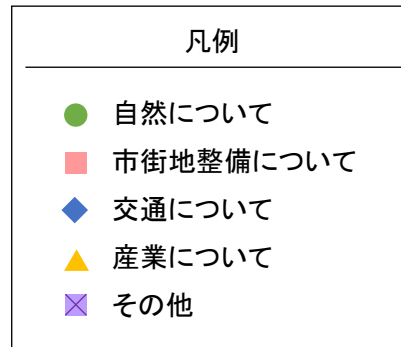 凡例
自然について
市街地整備について
交通について
産業について
その他